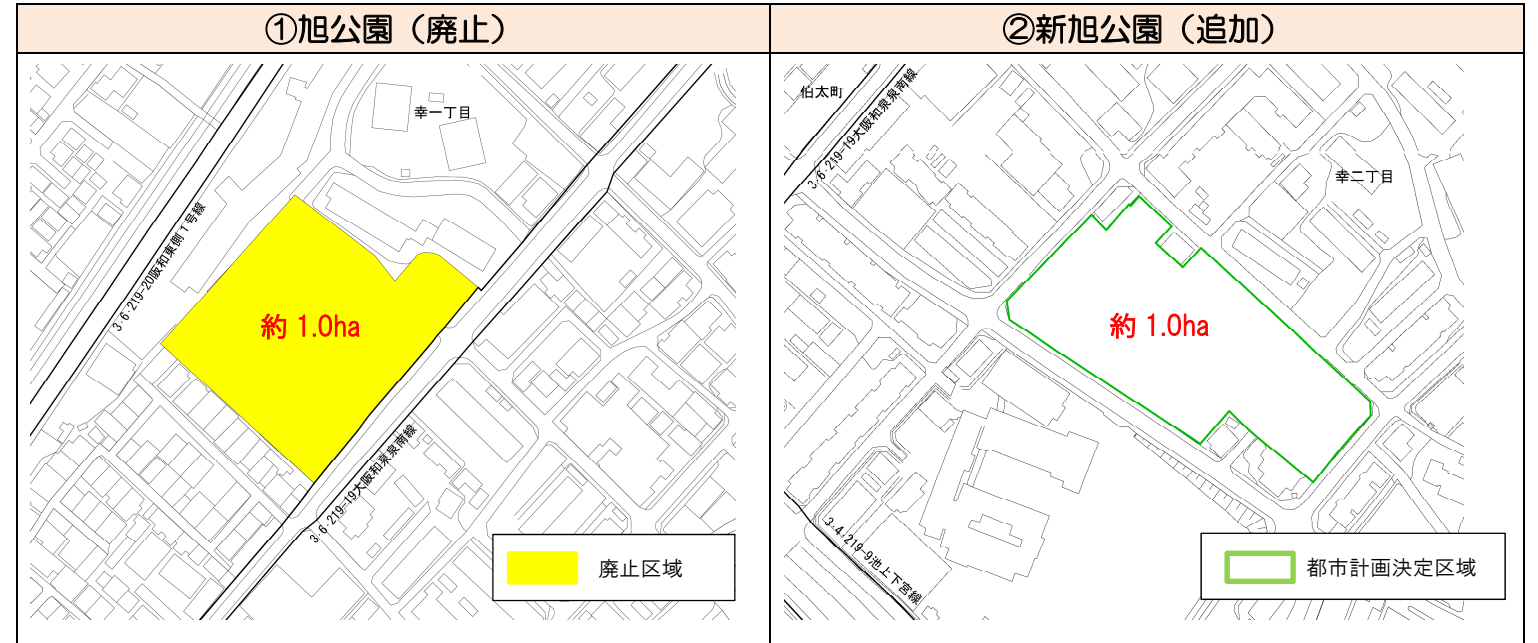 ①旭公園（廃止）
幸一丁目
3･6･219-20阪和東側1号線
約 1.0ha
3･6･219-19大阪和泉泉南線
廃止区域
②新旭公園（追加）
伯太町
3･6･219-19大阪和泉泉南線
幸二丁目
約 1.0ha
3･4･219-9池上下宮線
都市計画決定区域